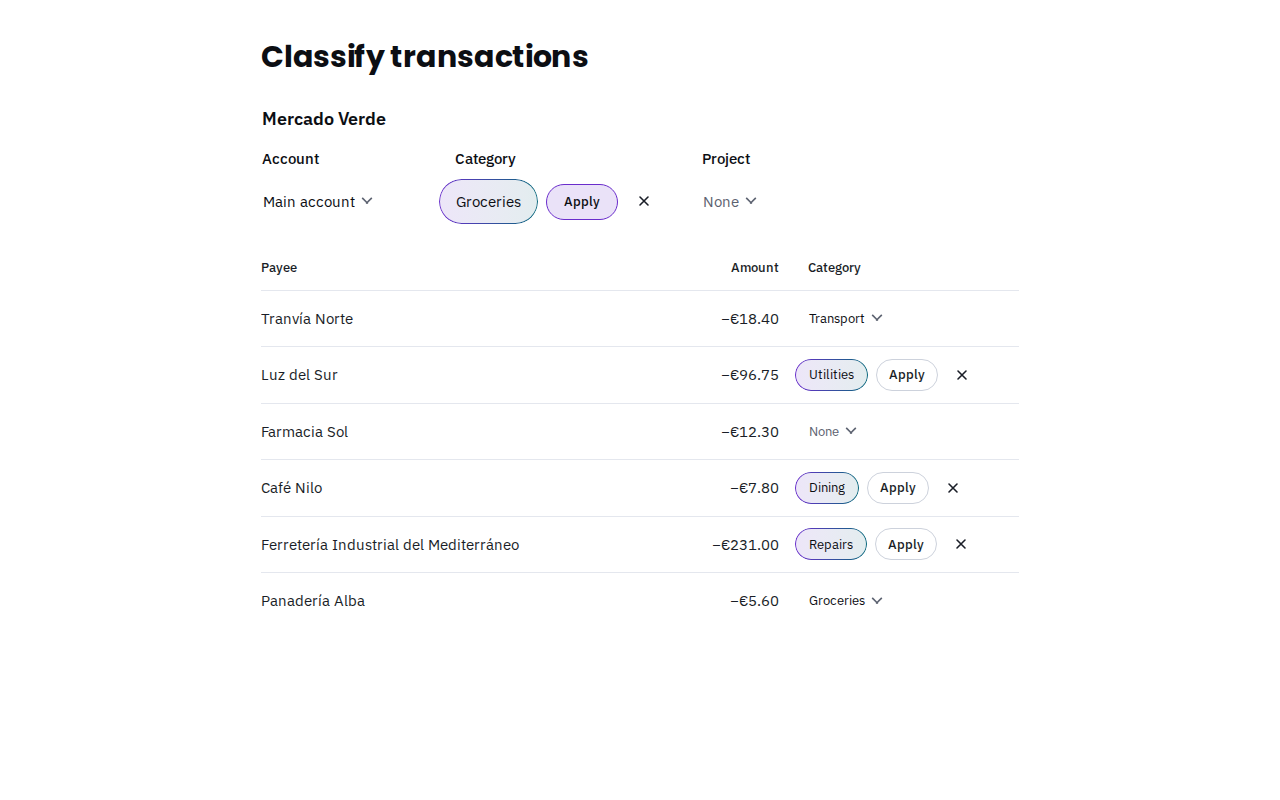 Classify transactions
Mercado Verde
Account Category Project
Main account Groceries Apply None
Payee Amount Category
Tranvía Norte −€18.40 Transport
Luz del Sur −€96.75 Utilities Apply
Farmacia Sol −€12.30 None
Café Nilo −€7.80 Dining Apply
Ferretería Industrial del Mediterráneo −€231.00 Repairs Apply
Panadería Alba −€5.60 Groceries